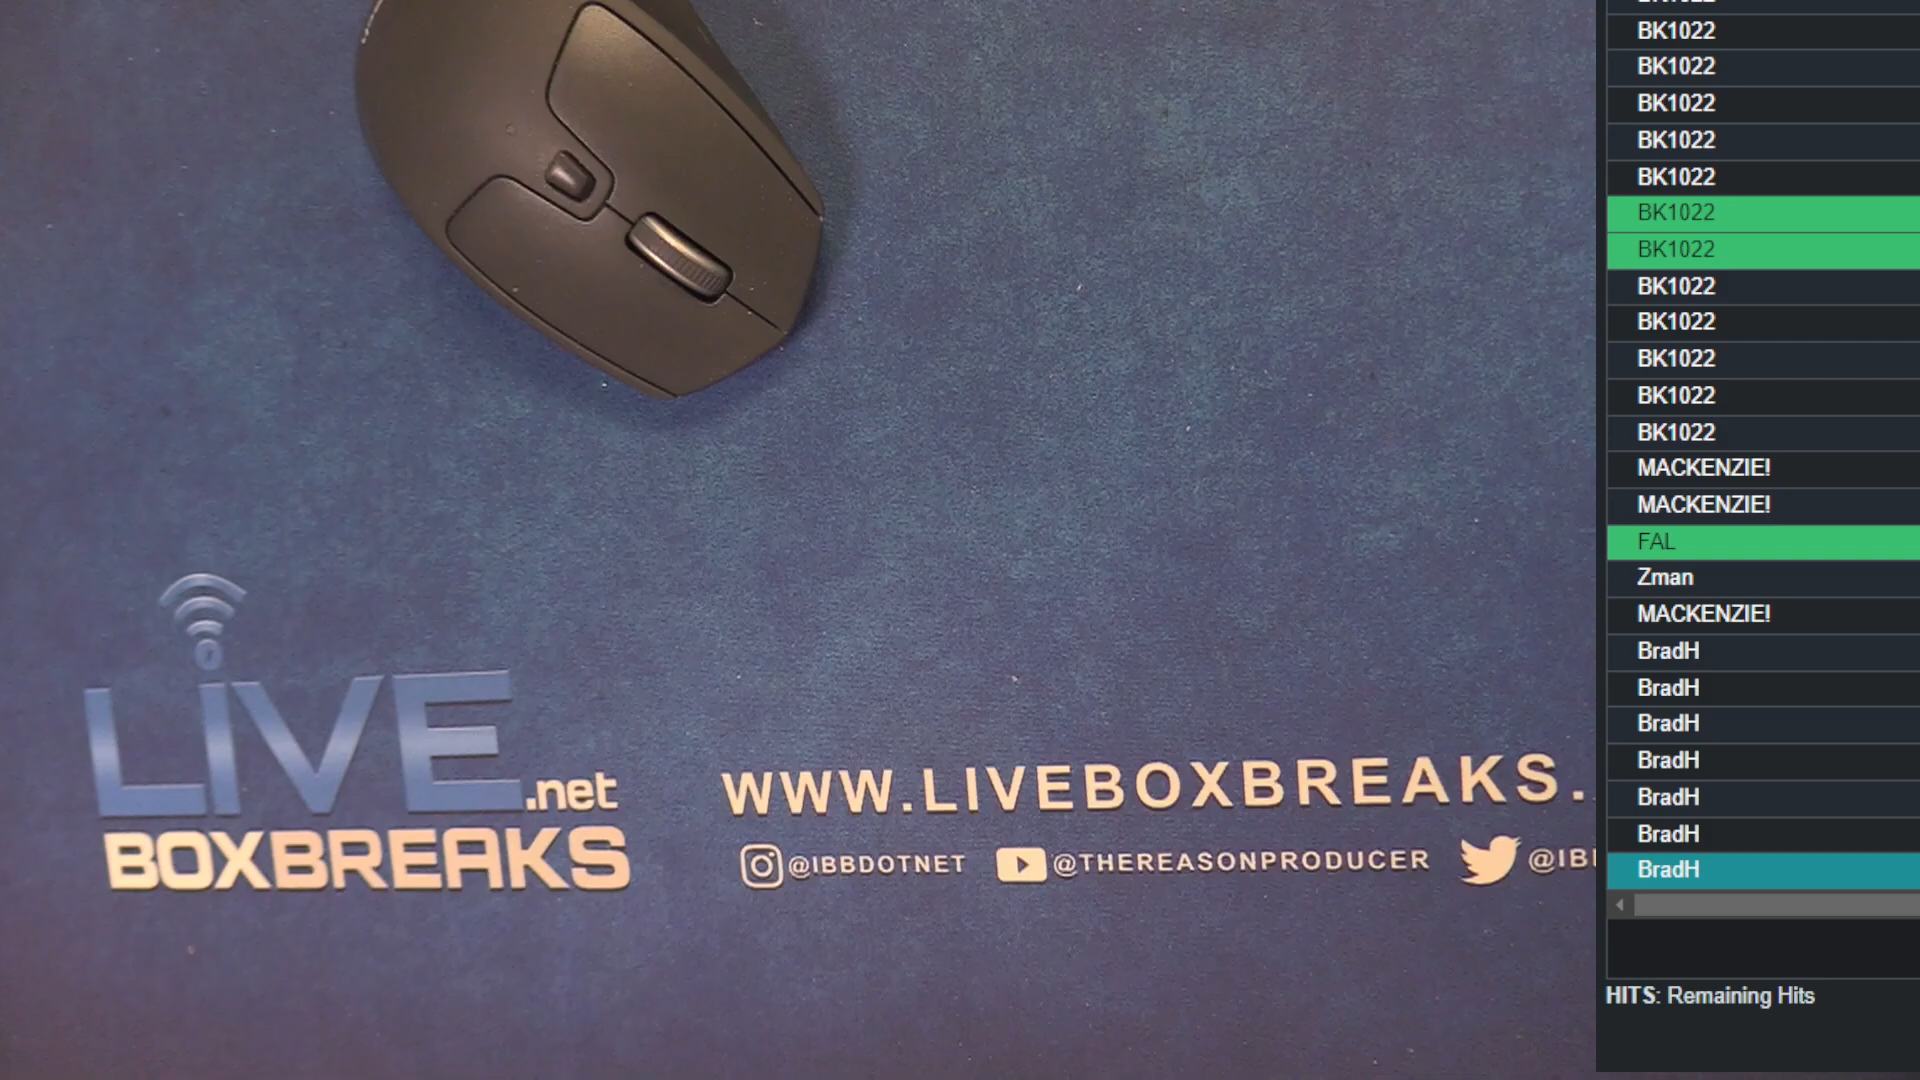 LIVE.net
BOXBREAKS
WWW.LIVEBOXBREAKS.
@IBBDOTNET
@THEREASONPRODUCER
BK1022
BK1022
BK1022
BK1022
BK1022
BK1022
BK1022
BK1022
BK1022
BK1022
BK1022
BK1022
MACKENZIE!
MACKENZIE!
FAL
Zman
MACKENZIE!
BradH
BradH
BradH
BradH
BradH
BradH
BradH
HITS: Remaining Hits